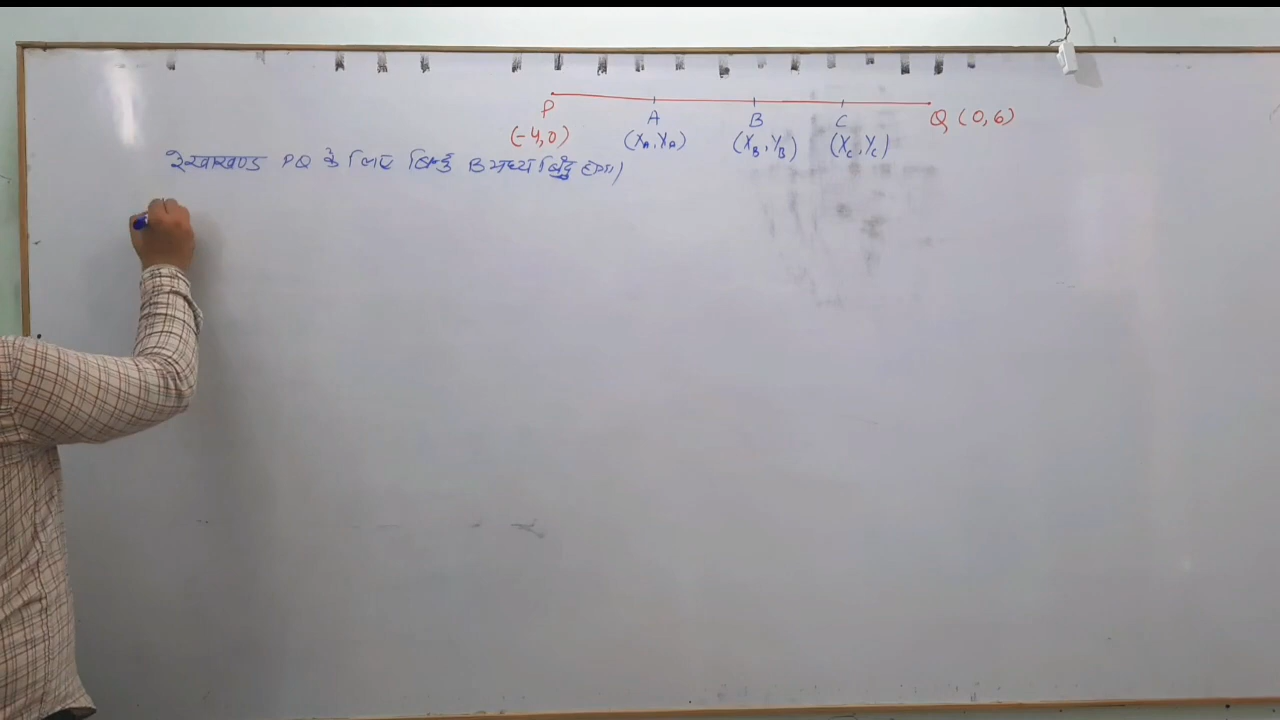 P A B C Q (0,6)
(-4,0) (X_A, Y_A) (X_B, Y_B) (X_C, Y_C)
रेखाखण्ड PQ के लिए बिन्दु B मध्य बिंदु होगा।